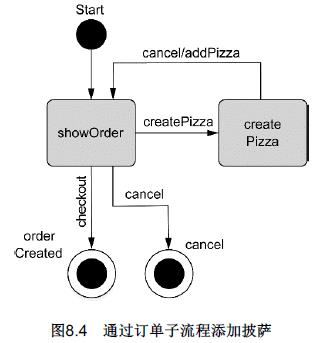 Start
cancel/addPizza
showOrder
createPizza
create
Pizza
checkout
cancel
order
Created
cancel
图8.4 通过订单子流程添加披萨